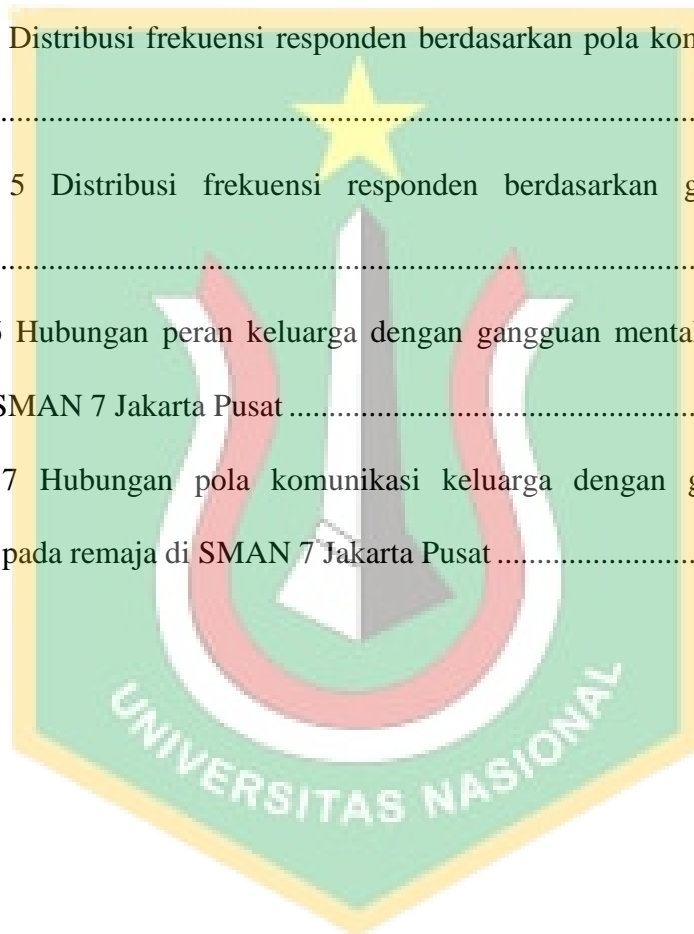 Distribusi frekuensi responden berdasarkan pola kom
.....................................................................................................
5 Distribusi frekuensi responden berdasarkan g
.....................................................................................................
Hubungan peran keluarga dengan gangguan mental
SMAN 7 Jakarta Pusat ...........................................................
7 Hubungan pola komunikasi keluarga dengan g
pada remaja di SMAN 7 Jakarta Pusat .............................
UNIVERSITAS NASIONAL